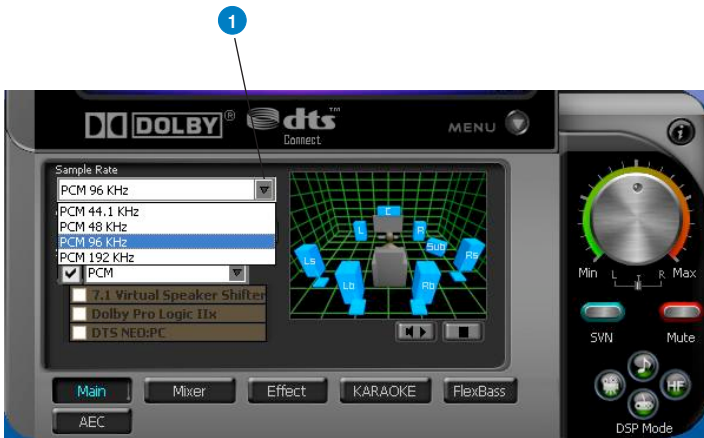 1
DOLBY®
dts™
Connect
MENU
i
Sample Rate
PCM 96 KHz
PCM 44.1 KHz
PCM 48 KHz
PCM 96 KHz
PCM 192 KHz
PCM
7.1 Virtual Speaker Shifter
Dolby Pro Logic IIx
DTS NEO:PC
C
L
R
Sub
Ls
Rs
Lb
Rb
Min
L
T
R
Max
SVN
Mute
HF
DSP Mode
Main
Mixer
Effect
KARAOKE
FlexBass
AEC